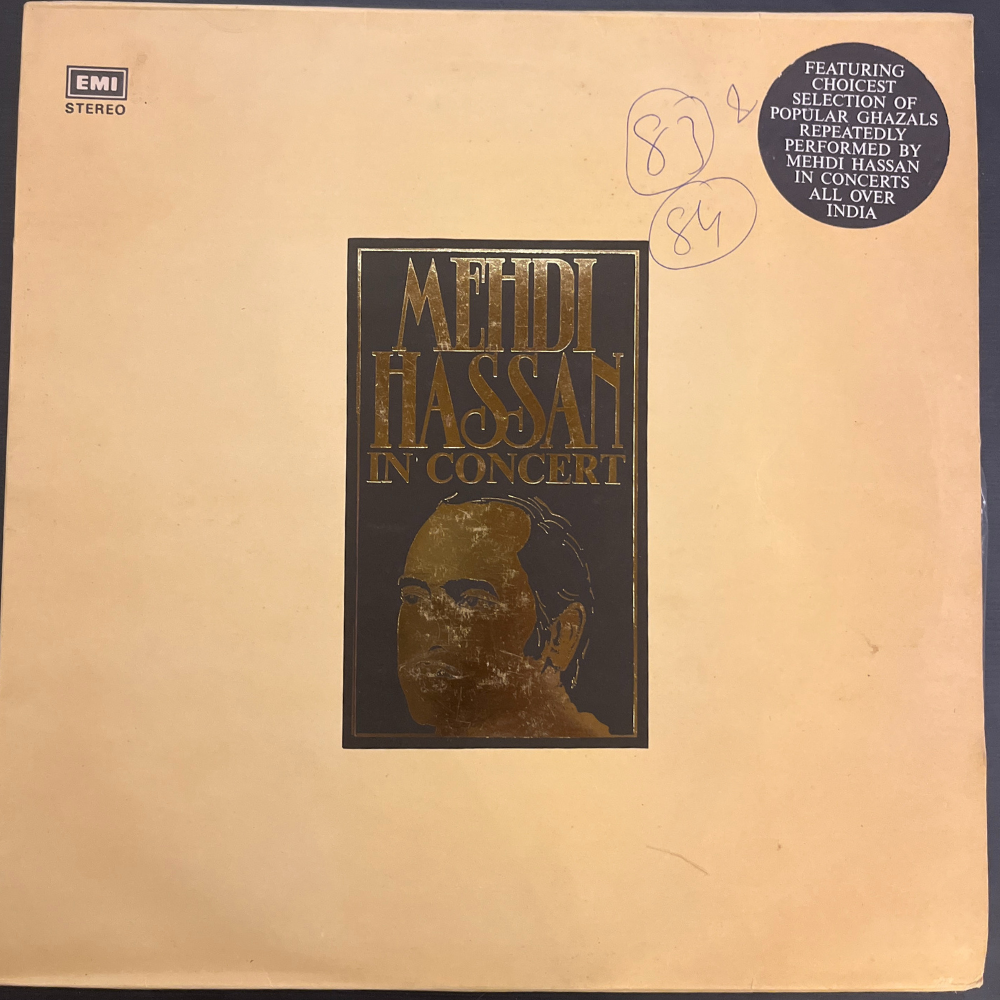 EMI
STEREO
83 &
84
FEATURING
CHOICEST
SELECTION OF
POPULAR GHAZALS
REPEATEDLY
PERFORMED BY
MEHDI HASSAN
IN CONCERTS
ALL OVER
INDIA
MEHDI
HASSAN
IN CONCERT